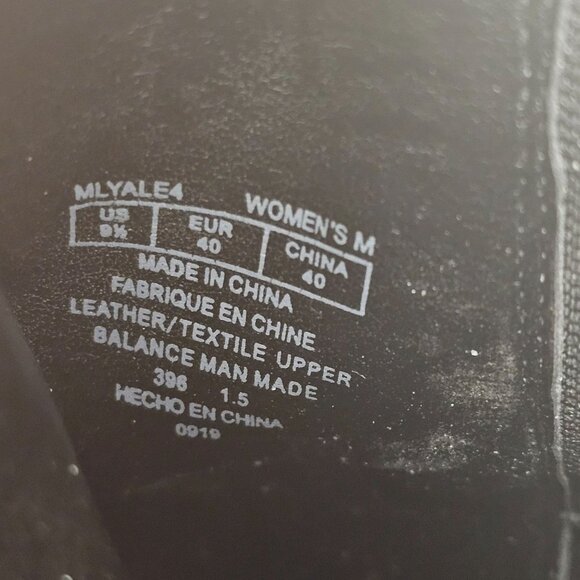 MLYALE4 WOMEN'S M
US EUR CHINA
9½ 40 40
MADE IN CHINA
FABRIQUE EN CHINE
LEATHER/TEXTILE UPPER
BALANCE MAN MADE
396 1.5
HECHO EN CHINA
0919